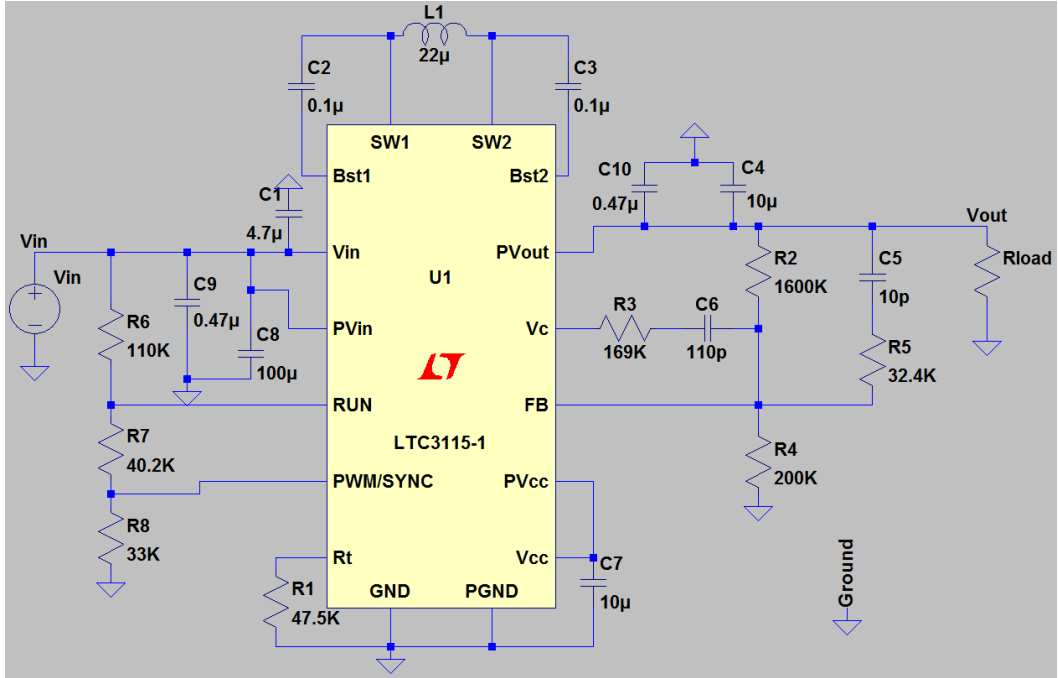 L1
22µ
C2
0.1µ
C3
0.1µ
SW1
SW2
Bst1
Bst2
C1
4.7µ
C10
0.47µ
C4
10µ
Vin
Vin
Vin
PVout
Vout
U1
R2
1600K
C5
10p
Rload
C9
0.47µ
R6
110K
C8
100µ
PVin
Vc
R3
169K
C6
110p
R5
32.4K
RUN
FB
R7
40.2K
LTC3115-1
R4
200K
PWM/SYNC
PVcc
R8
33K
Rt
Vcc
C7
10µ
R1
47.5K
GND
PGND
Ground